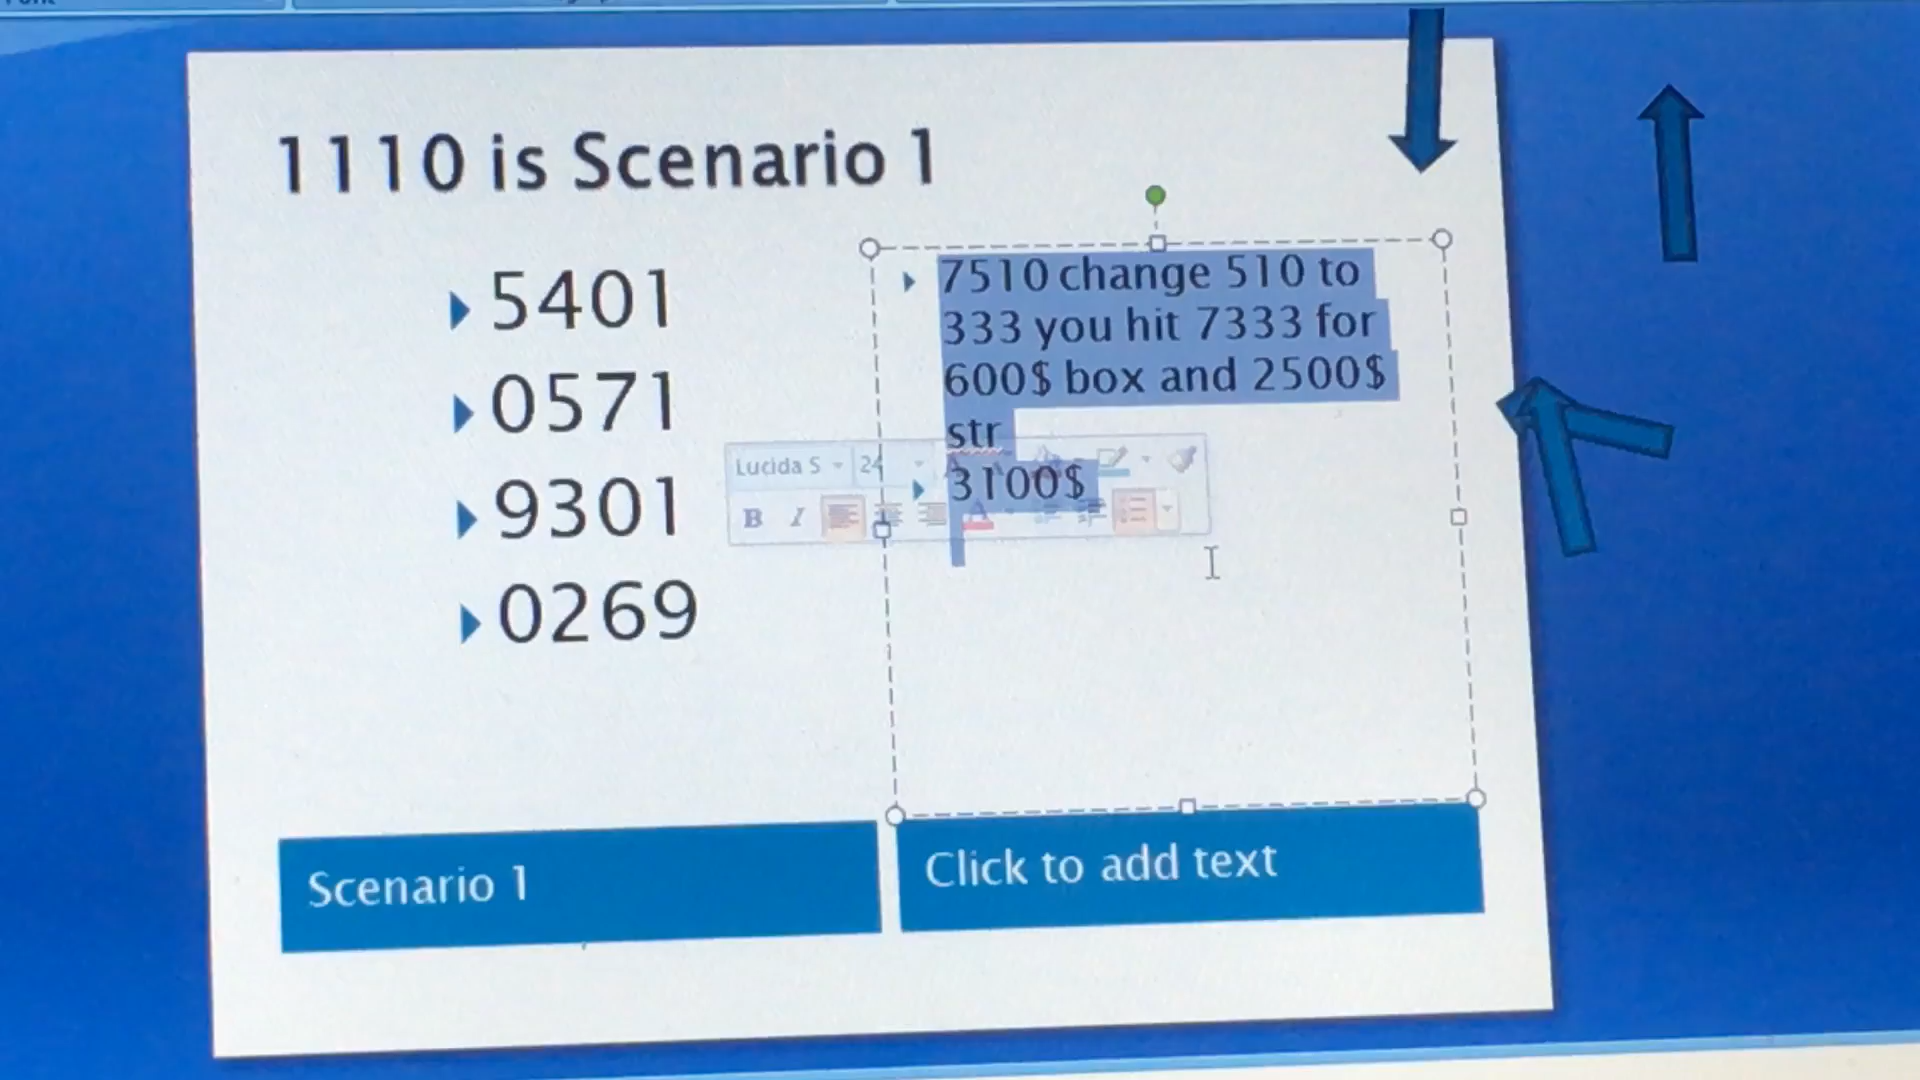 1110 is Scenario 1
5401
0571
9301
0269
7510 change 510 to
333 you hit 7333 for
600$ box and 2500$
str
3100$
Lucida S 24
B I A
Scenario 1
Click to add text